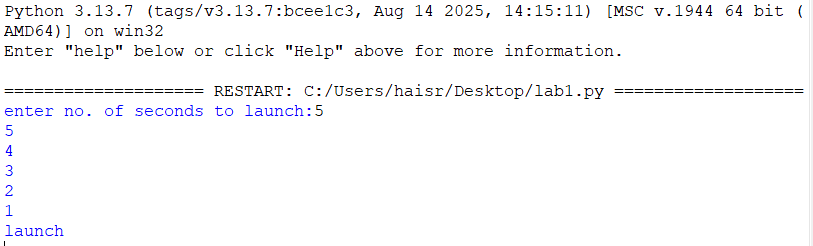 Python 3.13.7 (tags/v3.13.7:bcee1c3, Aug 14 2025, 14:15:11) [MSC v.1944 64 bit (
AMD64)] on win32
Enter "help" below or click "Help" above for more information.
==================== RESTART: C:/Users/haisr/Desktop/lab1.py ===================
enter no. of seconds to launch:5
5
4
3
2
1
launch